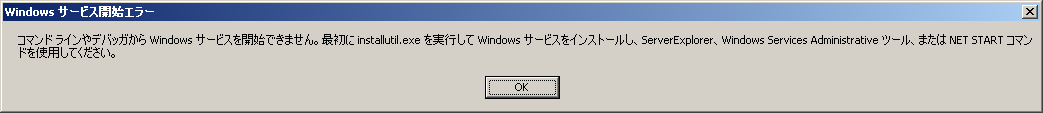 Windows サービス開始エラー
コマンド ラインやデバッガから Windows サービスを開始できません。最初に installutil.exe を実行して Windows サービスをインストールし、ServerExplorer、Windows Services Administrative ツール、または NET START コマン
ドを使用してください。
OK